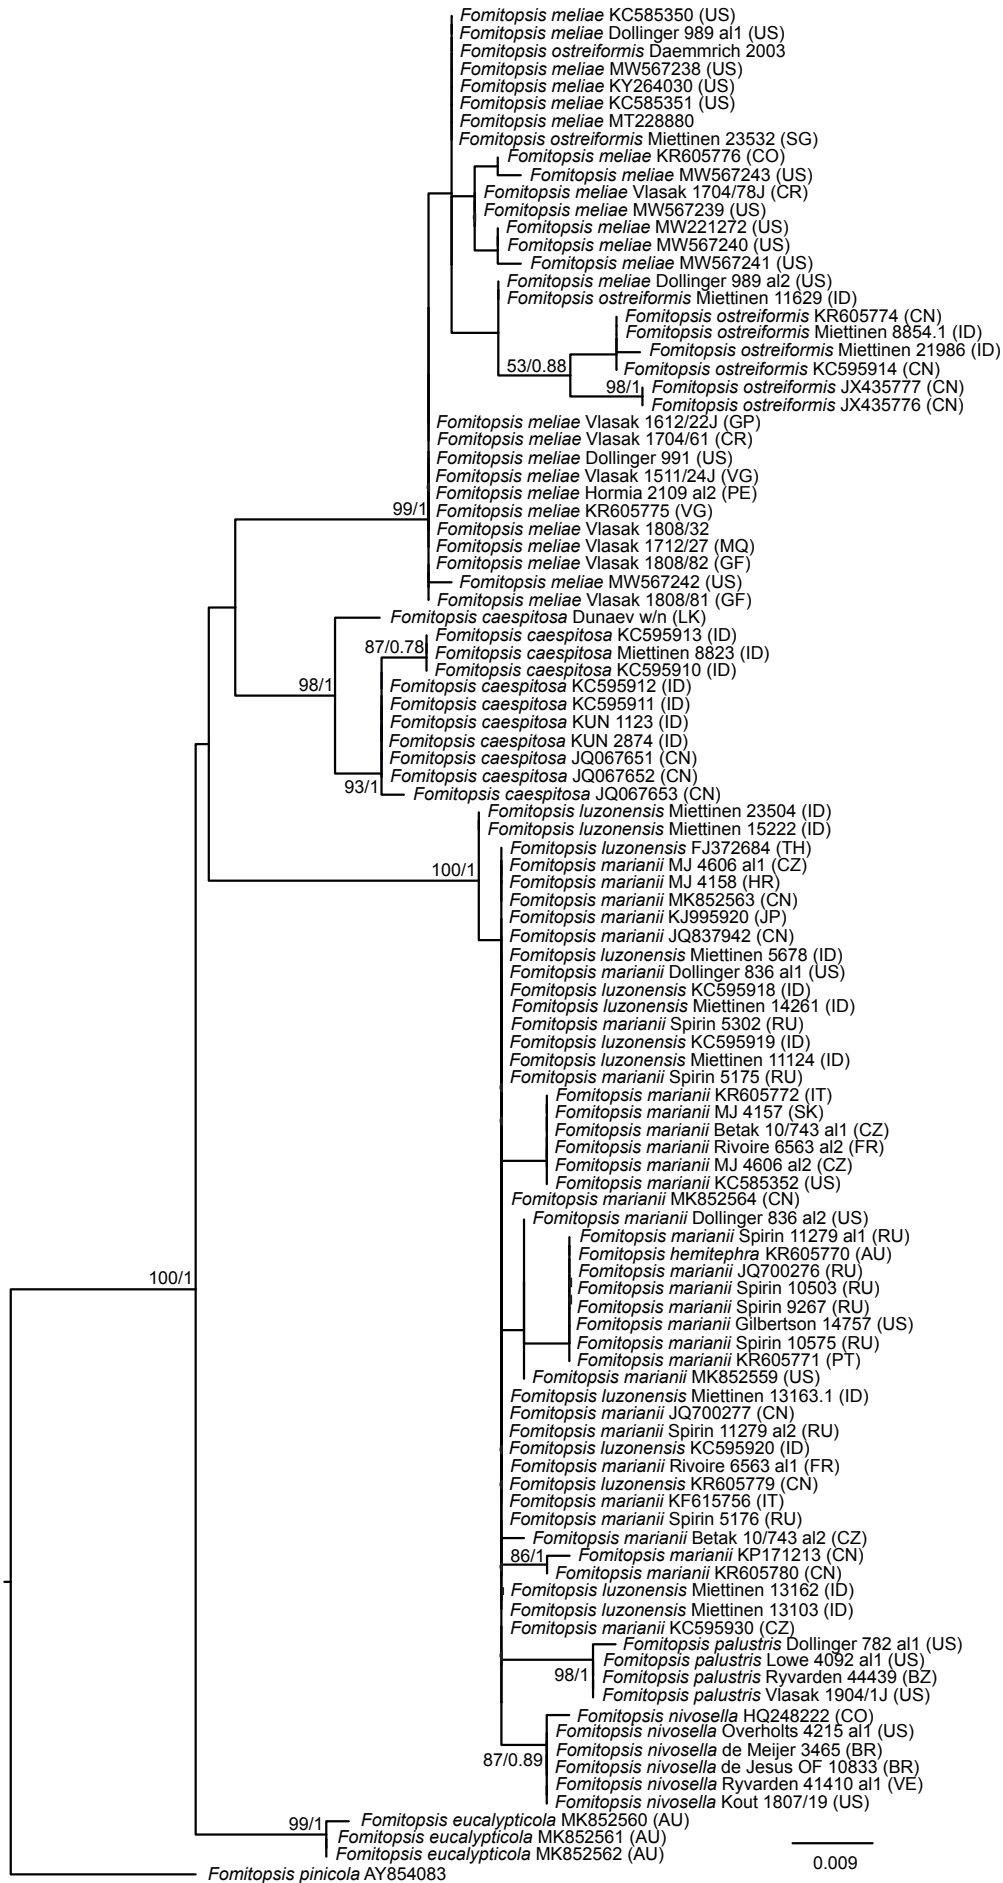 Fomitopsis meliae KC585350 (US)
Fomitopsis meliae Dollinger 989 al1 (US)
Fomitopsis ostreiformis Daemmrich 2003
Fomitopsis meliae MW567238 (US)
Fomitopsis meliae KY264030 (US)
Fomitopsis meliae KC585351 (US)
Fomitopsis meliae MT228880
Fomitopsis ostreiformis Miettinen 23532 (SG)
Fomitopsis meliae KR605776 (CO)
Fomitopsis meliae MW567243 (US)
Fomitopsis meliae Vlasak 1704/78J (CR)
Fomitopsis meliae MW567239 (US)
Fomitopsis meliae MW221272 (US)
Fomitopsis meliae MW567240 (US)
Fomitopsis meliae MW567241 (US)
Fomitopsis meliae Dollinger 989 al2 (US)
Fomitopsis ostreiformis Miettinen 11629 (ID)
Fomitopsis ostreiformis KR605774 (CN)
Fomitopsis ostreiformis Miettinen 8854.1 (ID)
Fomitopsis ostreiformis Miettinen 21986 (ID)
53/0.88
Fomitopsis ostreiformis KC595914 (CN)
98/1
Fomitopsis ostreiformis JX435777 (CN)
Fomitopsis ostreiformis JX435776 (CN)
Fomitopsis meliae Vlasak 1612/22J (GP)
Fomitopsis meliae Vlasak 1704/61 (CR)
Fomitopsis meliae Dollinger 991 (US)
Fomitopsis meliae Vlasak 1511/24J (VG)
Fomitopsis meliae Hormia 2109 al2 (PE)
99/1
Fomitopsis meliae KR605775 (VG)
Fomitopsis meliae Vlasak 1808/32
Fomitopsis meliae Vlasak 1712/27 (MQ)
Fomitopsis meliae Vlasak 1808/82 (GF)
Fomitopsis meliae MW567242 (US)
Fomitopsis meliae Vlasak 1808/81 (GF)
Fomitopsis caespitosa Dunaev w/n (LK)
Fomitopsis caespitosa KC595913 (ID)
87/0.78
Fomitopsis caespitosa Miettinen 8823 (ID)
Fomitopsis caespitosa KC595910 (ID)
98/1
Fomitopsis caespitosa KC595912 (ID)
Fomitopsis caespitosa KC595911 (ID)
Fomitopsis caespitosa KUN 1123 (ID)
Fomitopsis caespitosa KUN 2874 (ID)
Fomitopsis caespitosa JQ067651 (CN)
Fomitopsis caespitosa JQ067652 (CN)
93/1
Fomitopsis caespitosa JQ067653 (CN)
Fomitopsis luzonensis Miettinen 23504 (ID)
Fomitopsis luzonensis Miettinen 15222 (ID)
Fomitopsis luzonensis FJ372684 (TH)
Fomitopsis marianii MJ 4606 al1 (CZ)
100/1
Fomitopsis marianii MJ 4158 (HR)
Fomitopsis marianii MK852563 (CN)
Fomitopsis marianii KJ995920 (JP)
Fomitopsis marianii JQ837942 (CN)
Fomitopsis luzonensis Miettinen 5678 (ID)
Fomitopsis marianii Dollinger 836 al1 (US)
Fomitopsis luzonensis KC595918 (ID)
Fomitopsis luzonensis Miettinen 14261 (ID)
Fomitopsis marianii Spirin 5302 (RU)
Fomitopsis luzonensis KC595919 (ID)
Fomitopsis luzonensis Miettinen 11124 (ID)
Fomitopsis marianii Spirin 5175 (RU)
Fomitopsis marianii KR605772 (IT)
Fomitopsis marianii MJ 4157 (SK)
Fomitopsis marianii Betak 10/743 al1 (CZ)
Fomitopsis marianii Rivoire 6563 al2 (FR)
Fomitopsis marianii MJ 4606 al2 (CZ)
Fomitopsis marianii KC585352 (US)
Fomitopsis marianii MK852564 (CN)
Fomitopsis marianii Dollinger 836 al2 (US)
Fomitopsis marianii Spirin 11279 al1 (RU)
Fomitopsis hemitephra KR605770 (AU)
100/1
Fomitopsis marianii JQ700276 (RU)
Fomitopsis marianii Spirin 10503 (RU)
Fomitopsis marianii Spirin 9267 (RU)
Fomitopsis marianii Gilbertson 14757 (US)
Fomitopsis marianii Spirin 10575 (RU)
Fomitopsis marianii KR605771 (PT)
Fomitopsis marianii MK852559 (US)
Fomitopsis luzonensis Miettinen 13163.1 (ID)
Fomitopsis marianii JQ700277 (CN)
Fomitopsis marianii Spirin 11279 al2 (RU)
Fomitopsis luzonensis KC595920 (ID)
Fomitopsis marianii Rivoire 6563 al1 (FR)
Fomitopsis luzonensis KR605779 (CN)
Fomitopsis marianii KF615756 (IT)
Fomitopsis marianii Spirin 5176 (RU)
Fomitopsis marianii Betak 10/743 al2 (CZ)
86/1
Fomitopsis marianii KP171213 (CN)
Fomitopsis marianii KR605780 (CN)
Fomitopsis luzonensis Miettinen 13162 (ID)
Fomitopsis luzonensis Miettinen 13103 (ID)
Fomitopsis marianii KC595930 (CZ)
Fomitopsis palustris Dollinger 782 al1 (US)
Fomitopsis palustris Lowe 4092 al1 (US)
98/1
Fomitopsis palustris Ryvarden 44439 (BZ)
Fomitopsis palustris Vlasak 1904/1J (US)
Fomitopsis nivosella HQ248222 (CO)
Fomitopsis nivosella Overholts 4215 al1 (US)
Fomitopsis nivosella de Meijer 3465 (BR)
87/0.89
Fomitopsis nivosella de Jesus OF 10833 (BR)
Fomitopsis nivosella Ryvarden 41410 al1 (VE)
Fomitopsis nivosella Kout 1807/19 (US)
99/1
Fomitopsis eucalypticola MK852560 (AU)
Fomitopsis eucalypticola MK852561 (AU)
Fomitopsis eucalypticola MK852562 (AU)
0.009
Fomitopsis pinicola AY854083